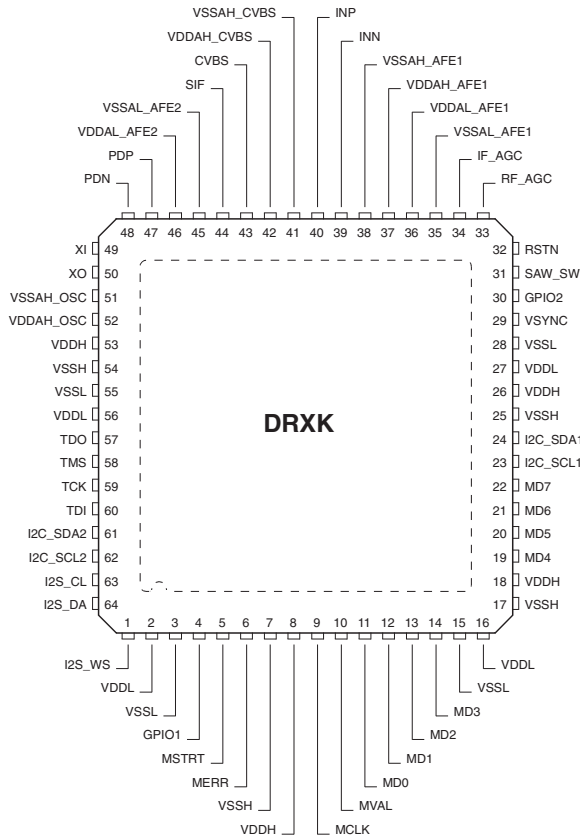 VSSAH_CVBS
INP
VDDAH_CVBS
INN
CVBS
VSSAH_AFE1
SIF
VDDAH_AFE1
VSSAL_AFE2
VDDAL_AFE1
VDDAL_AFE2
VSSAL_AFE1
PDP
IF_AGC
PDN
RF_AGC
48 47 46 45 44 43 42 41 40 39 38 37 36 35 34 33
XI 49 32 RSTN
XO 50 31 SAW_SW
VSSAH_OSC 51 30 GPIO2
VDDAH_OSC 52 29 VSYNC
VDDH 53 28 VSSL
VSSH 54 27 VDDL
VSSL 55 26 VDDH
VDDL 56 25 VSSH
DRXK
TDO 57 24 I2C_SDA1
TMS 58 23 I2C_SCL1
TCK 59 22 MD7
TDI 60 21 MD6
I2C_SDA2 61 20 MD5
I2C_SCL2 62 19 MD4
I2S_CL 63 18 VDDH
I2S_DA 64 17 VSSH
1 2 3 4 5 6 7 8 9 10 11 12 13 14 15 16
I2S_WS
VDDL
VDDL
VSSL
VSSL
MD3
GPIO1
MD2
MSTRT
MD1
MERR
MD0
VSSH
MVAL
VDDH
MCLK